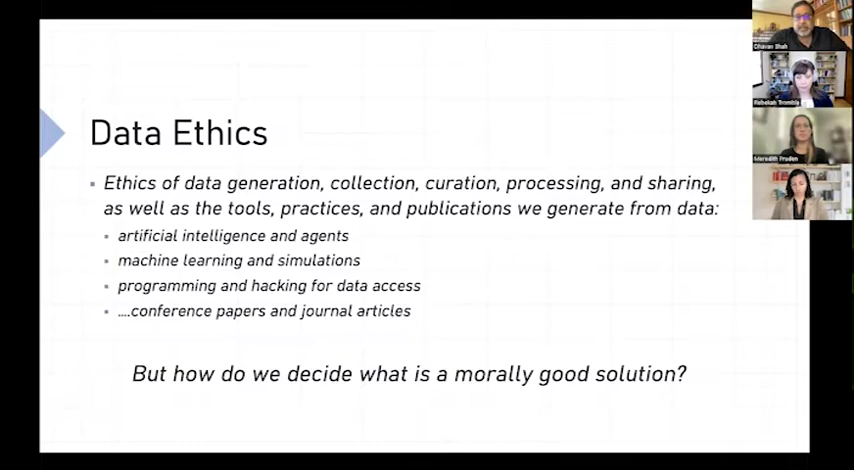 Data Ethics
▪ Ethics of data generation, collection, curation, processing, and sharing,
as well as the tools, practices, and publications we generate from data:
▪ artificial intelligence and agents
▪ machine learning and simulations
▪ programming and hacking for data access
▪ ....conference papers and journal articles
But how do we decide what is a morally good solution?
Dhavan Shah
Rebekah Tromble
Meredith Pruden